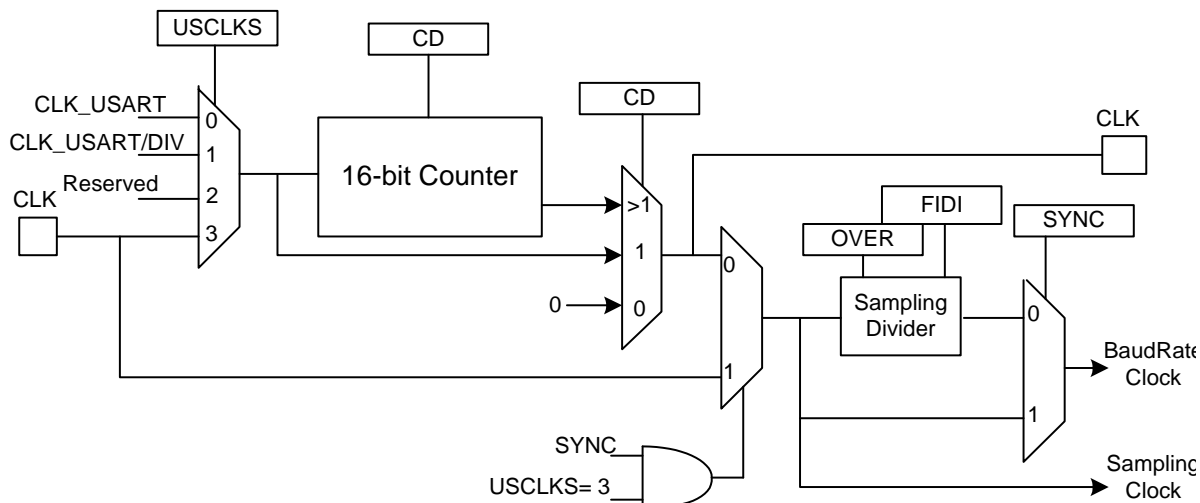 USCLKS
CD
CLK_USART
0
CLK_USART/DIV
1
16-bit Counter
Reserved
2
CLK
3
CD
>1
1
0
0
CLK
FIDI
OVER
SYNC
0
Sampling
Divider
0
1
1
BaudRate
Clock
SYNC
USCLKS= 3
Sampling
Clock